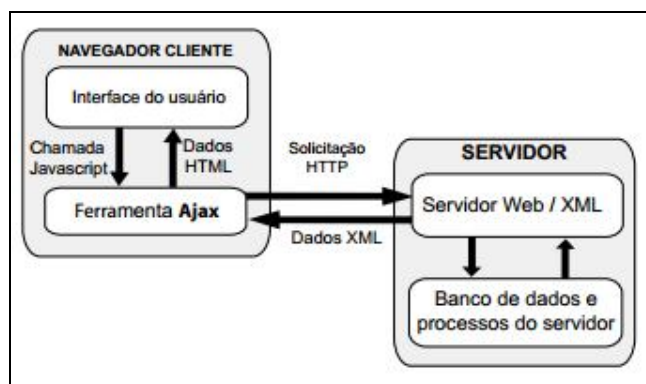 NAVEGADOR CLIENTE
Interface do usuário
Chamada
Javascript
Dados
HTML
Ferramenta Ajax
Solicitação
HTTP
Dados XML
SERVIDOR
Servidor Web / XML
Banco de dados e
processos do servidor